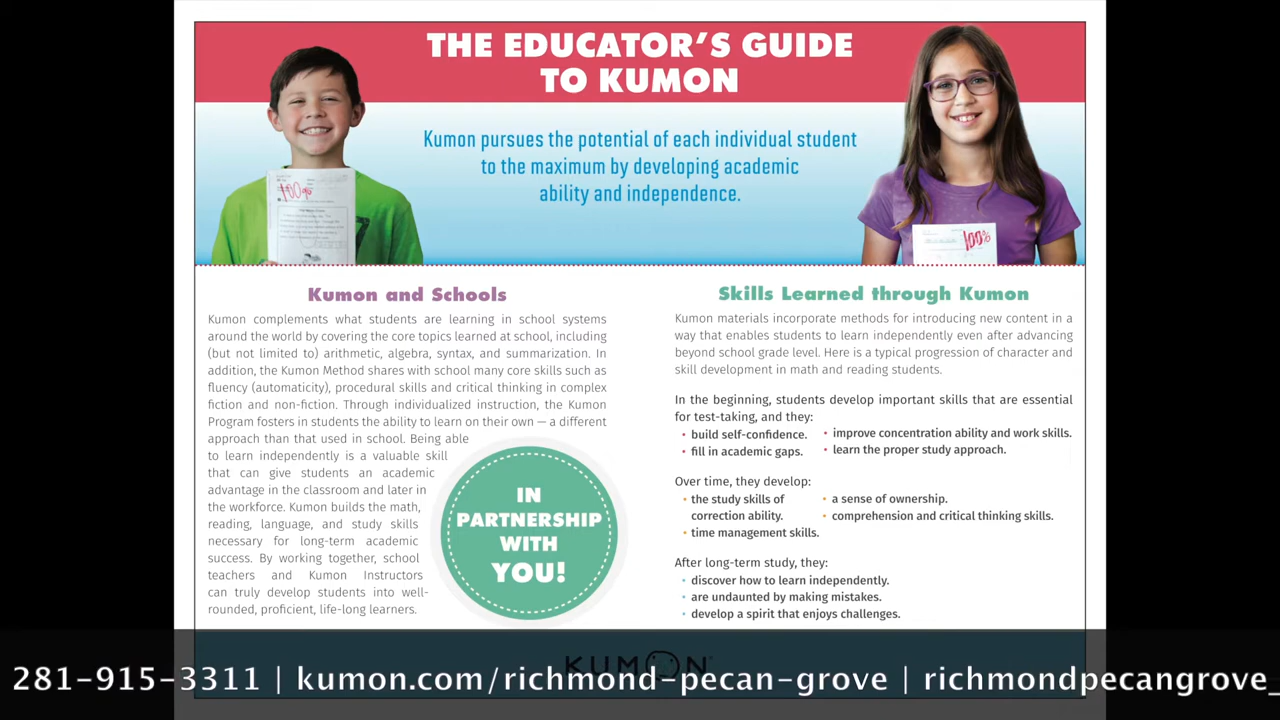 THE EDUCATOR'S GUIDE
TO KUMON
Kumon pursues the potential of each individual student
to the maximum by developing academic
ability and independence.
100%
100%
Kumon and Schools
Kumon complements what students are learning in school systems
around the world by covering the core topics learned at school, including
(but not limited to) arithmetic, algebra, syntax, and summarization. In
addition, the Kumon Method shares with school many core skills such as
fluency (automaticity), procedural skills and critical thinking in complex
fiction and non-fiction. Through individualized instruction, the Kumon
Program fosters in students the ability to learn on their own — a different
approach than that used in school. Being able
to learn independently is a valuable skill
that can give students an academic
advantage in the classroom and later in
the workforce. Kumon builds the math,
reading, language, and study skills
necessary for long-term academic
success. By working together, school
teachers and Kumon Instructors
can truly develop students into well-
rounded, proficient, life-long learners.
IN
PARTNERSHIP
WITH
YOU!
Skills Learned through Kumon
Kumon materials incorporate methods for introducing new content in a
way that enables students to learn independently even after advancing
beyond school grade level. Here is a typical progression of character and
skill development in math and reading students.
In the beginning, students develop important skills that are essential
for test-taking, and they:
• build self-confidence.
• fill in academic gaps.
• improve concentration ability and work skills.
• learn the proper study approach.
Over time, they develop:
• the study skills of
correction ability.
• time management skills.
• a sense of ownership.
• comprehension and critical thinking skills.
After long-term study, they:
• discover how to learn independently.
• are undaunted by making mistakes.
• develop a spirit that enjoys challenges.
KUMON
281-915-3311 | kumon.com/richmond-pecan-grove | richmondpecangrove_